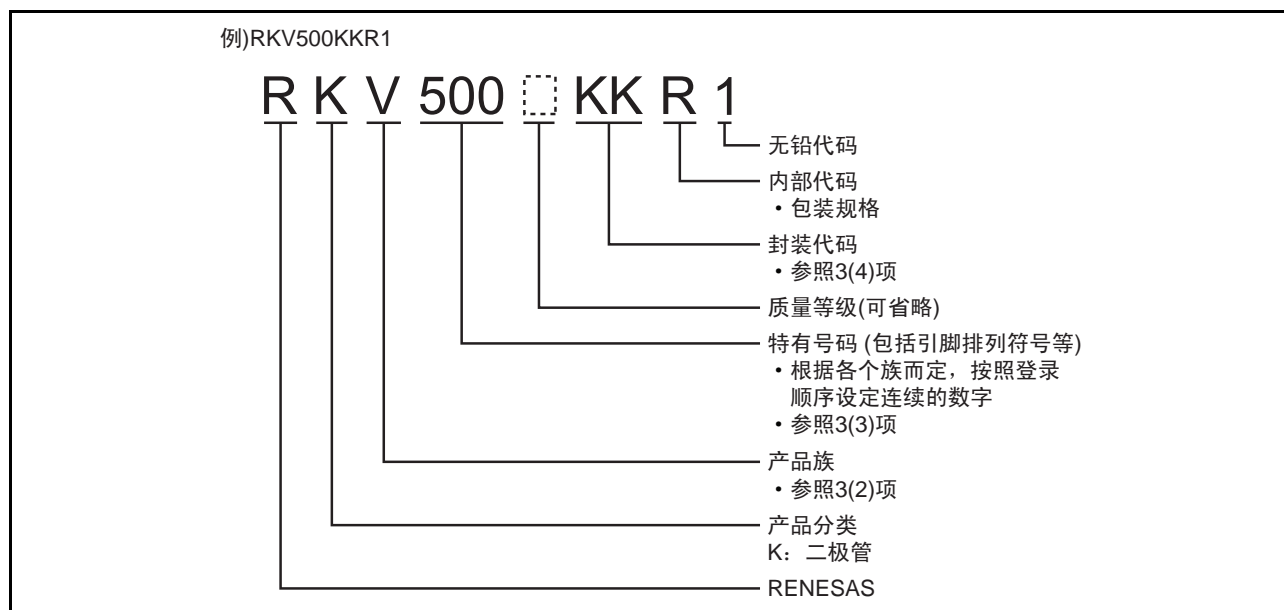 例)RKV500KKR1
R K V 500 KK R 1
无铅代码
内部代码
・包装规格
封装代码
・参照3(4)项
质量等级(可省略)
特有号码 (包括引脚排列符号等)
・根据各个族而定，按照登录
顺序设定连续的数字
・参照3(3)项
产品族
・参照3(2)项
产品分类
K：二极管
RENESAS